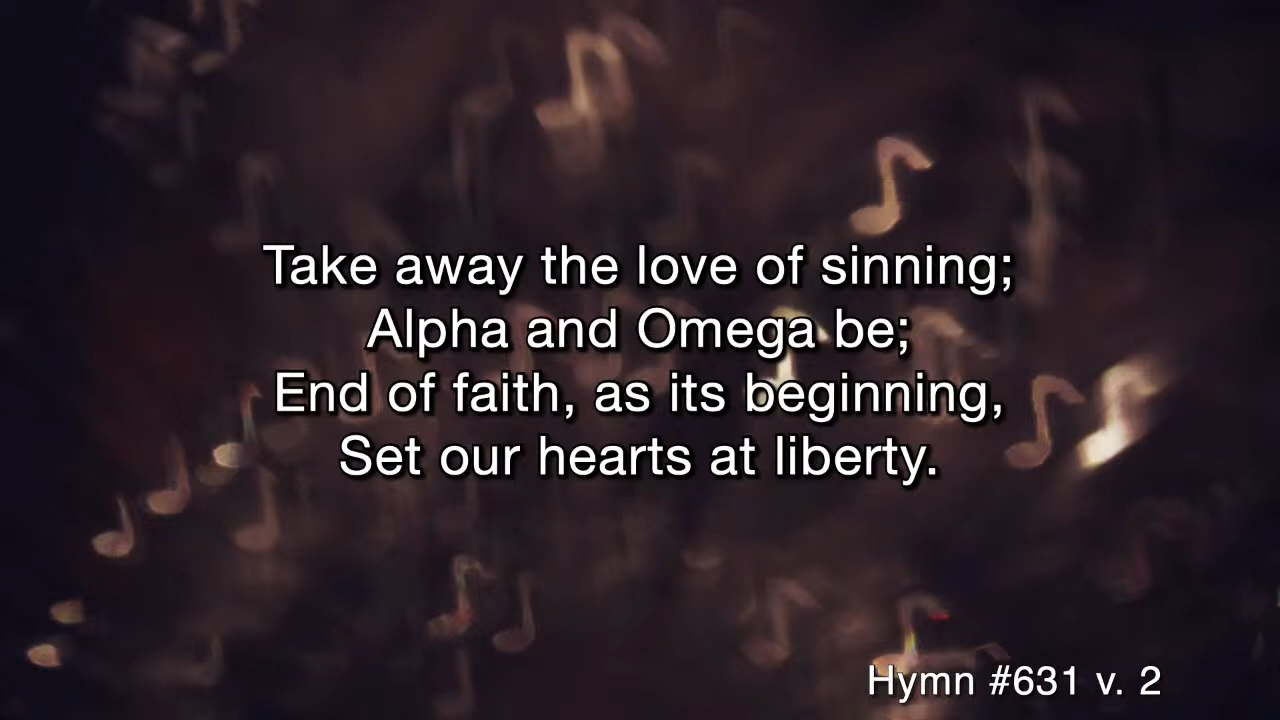 Take away the love of sinning;
Alpha and Omega be;
End of faith, as its beginning,
Set our hearts at liberty.
Hymn #631 v. 2